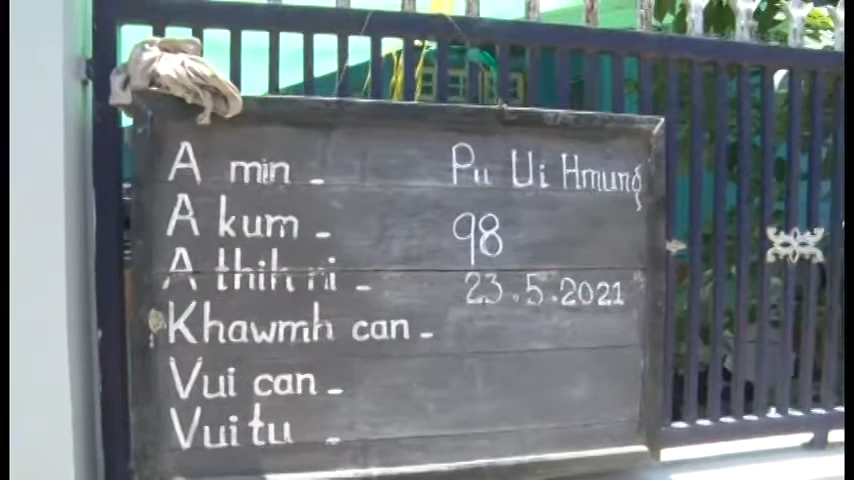 A min - Pu Ui Hmung
A kum - 98
A thih ni - 23.5.2021
Khawmh can -
Vui can -
Vui tu -